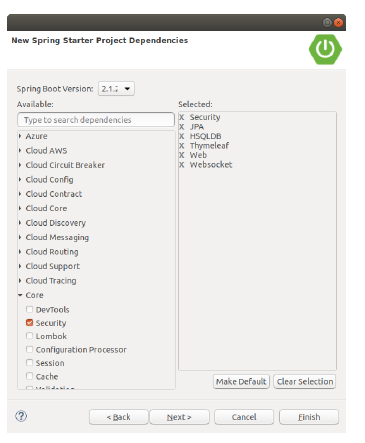 New Spring Starter Project Dependencies
Spring Boot Version: 2.1.
Available:
Type to search dependencies
Azure
Cloud AWS
Cloud Circuit Breaker
Cloud Config
Cloud Contract
Cloud Core
Cloud Discovery
Cloud Messaging
Cloud Routing
Cloud Support
Cloud Tracing
Core
DevTools
Security
Lombok
Configuration Processor
Session
Cache
Selected:
X Security
X JPA
X HSQLDB
X Thymeleaf
X Web
X Websocket
Make Default Clear Selection
? < Back Next > Cancel Finish